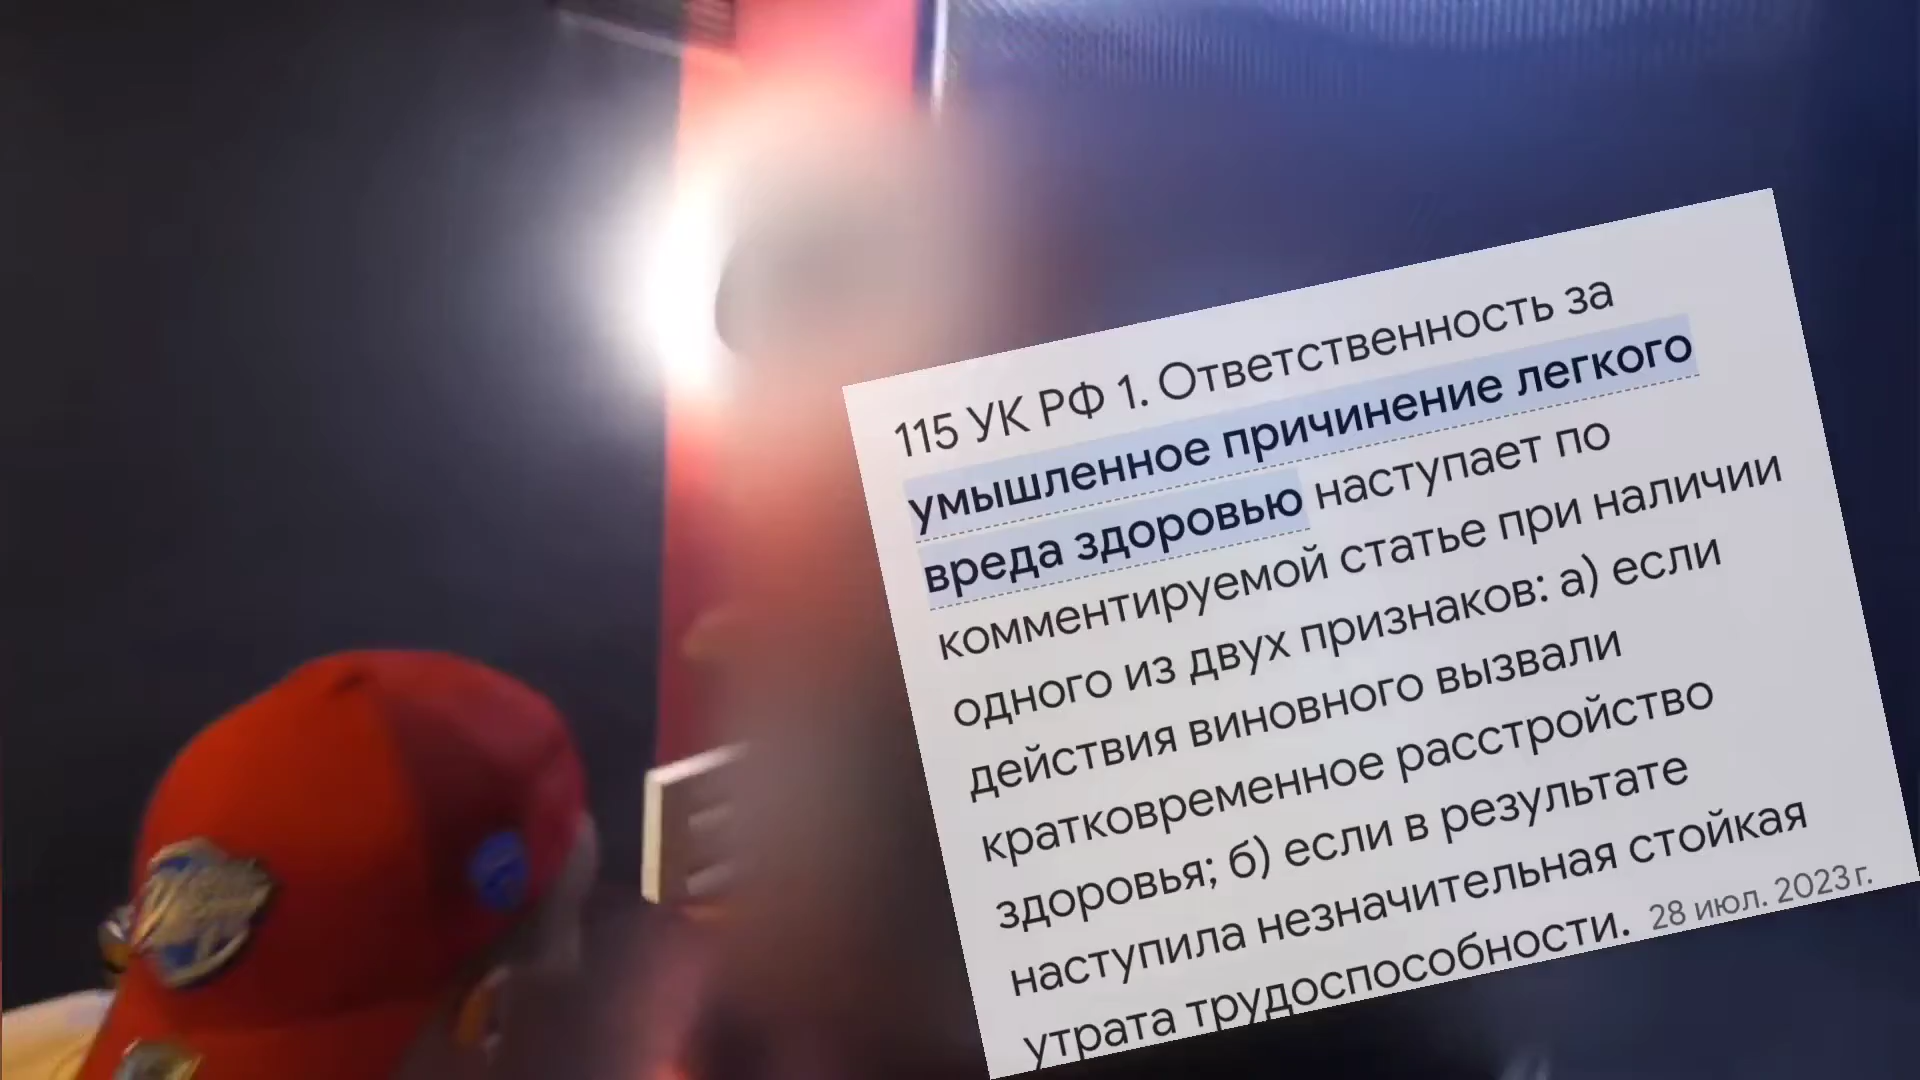 115 УК РФ 1. Ответственность за
умышленное причинение легкого
вреда здоровью наступает по
комментируемой статье при наличии
одного из двух признаков: а) если
действия виновного вызвали
кратковременное расстройство
здоровья; б) если в результате
наступила незначительная стойкая
утрата трудоспособности. 28 июл. 2023 г.